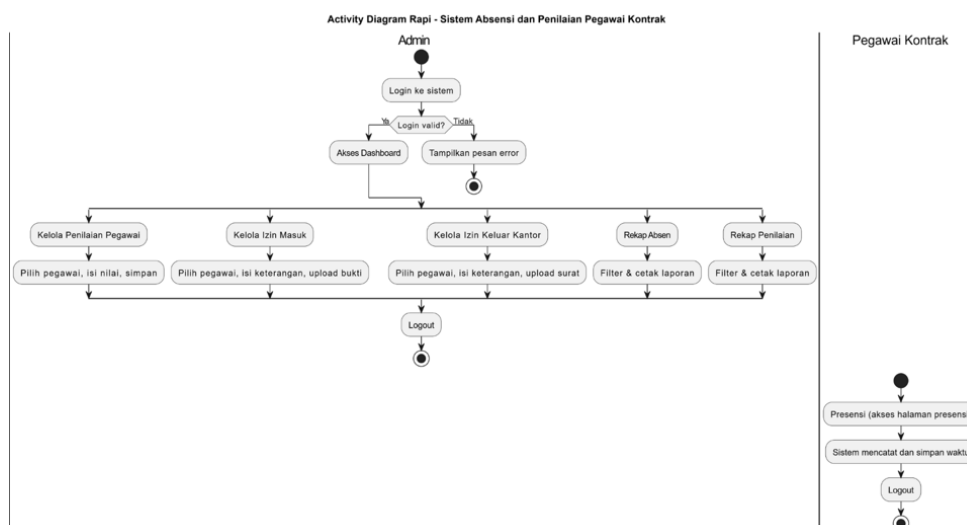 Activity Diagram Rapi - Sistem Absensi dan Penilaian Pegawai Kontrak
Admin
Pegawai Kontrak
Login ke sistem
Ya
Login valid?
Tidak
Akses Dashboard
Tampilkan pesan error
Kelola Penilaian Pegawai
Kelola Izin Masuk
Kelola Izin Keluar Kantor
Rekap Absen
Rekap Penilaian
Pilih pegawai, isi nilai, simpan
Pilih pegawai, isi keterangan, upload bukti
Pilih pegawai, isi keterangan, upload surat
Filter & cetak laporan
Filter & cetak laporan
Logout
Presensi (akses halaman presensi
Sistem mencatat dan simpan waktu
Logout